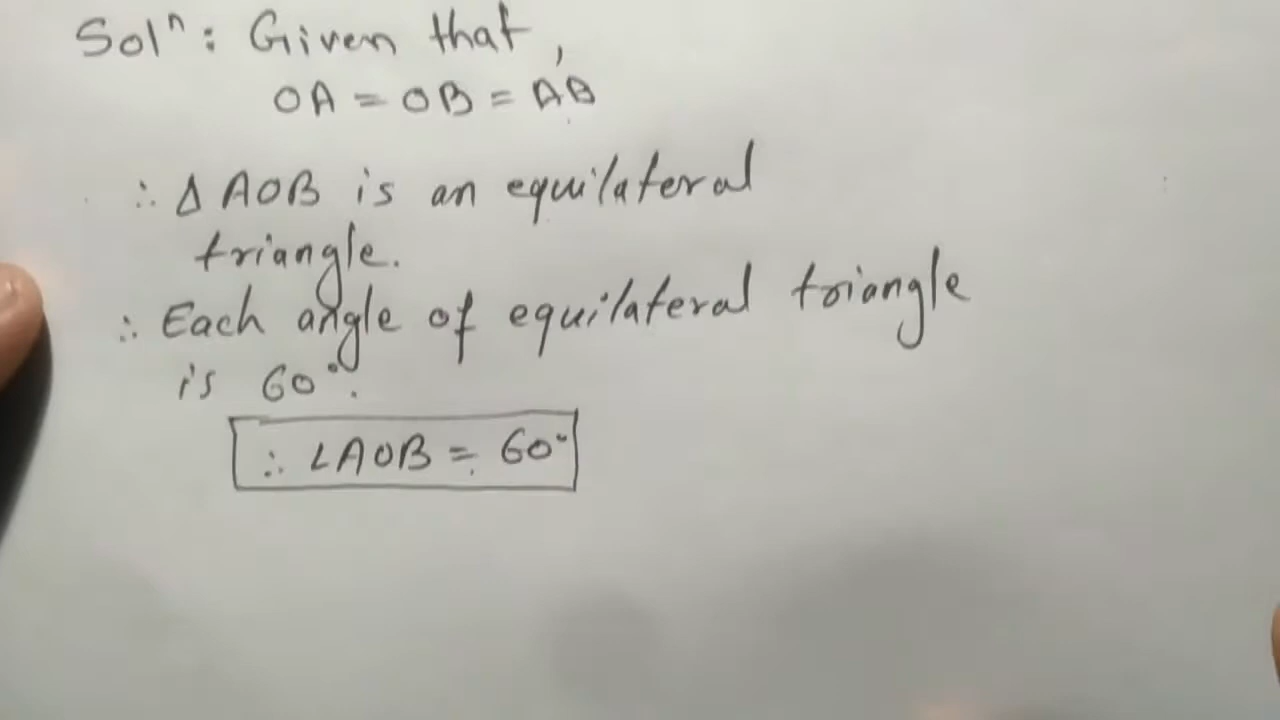 Solⁿ: Given that,
OA = OB = AB
∴ Δ AOB is an equilateral
triangle.
∴ Each angle of equilateral triangle
is 60°.
∴ ∠AOB = 60°